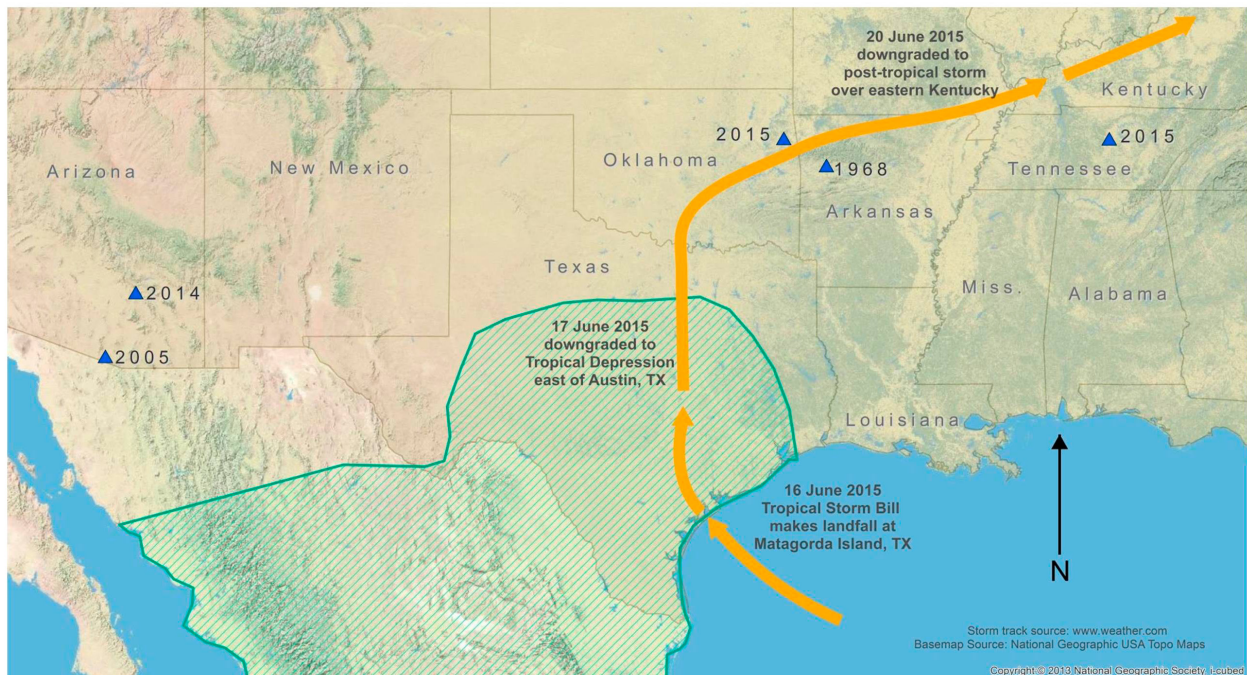 20 June 2015
downgraded to
post-tropical storm
over eastern Kentucky
Kentucky
2015
2015
Arizona
New Mexico
Oklahoma
1968
Tennessee
Arkansas
Texas
2014
Miss.
Alabama
17 June 2015
downgraded to
Tropical Depression
east of Austin, TX
2005
Louisiana
16 June 2015
Tropical Storm Bill
makes landfall at
Matagorda Island, TX
N
Storm track source: www.weather.com
Basemap Source: National Geographic USA Topo Maps
Copyright:© 2013 National Geographic Society, i-cubed